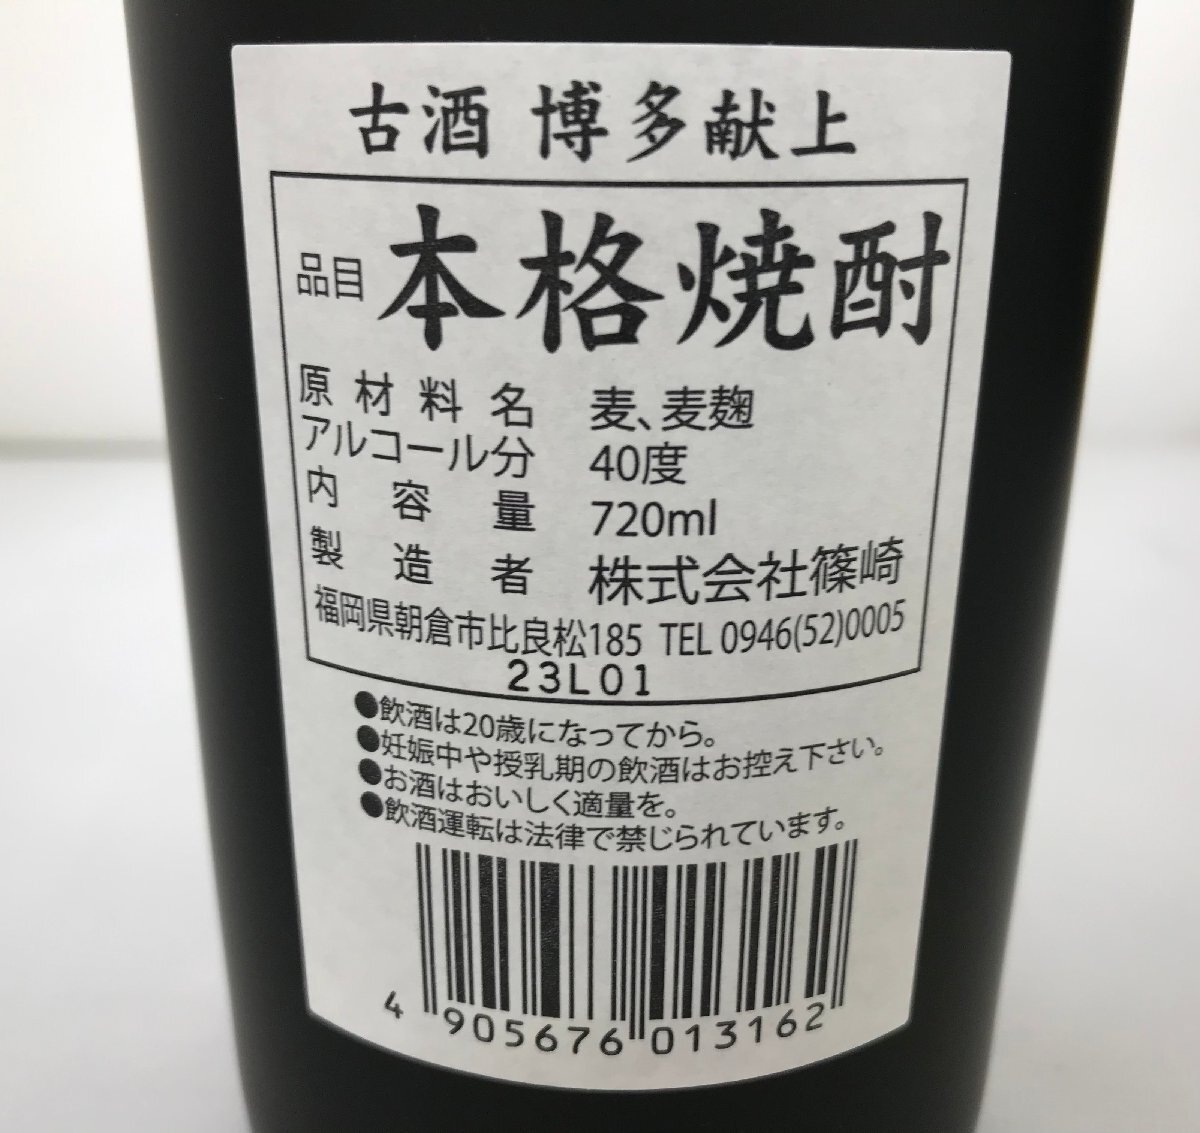 古酒 博多献上
品目 本格焼酎
原材料名 麦、麦麹
アルコール分 40度
内容量 720ml
製造者 株式会社篠崎
福岡県朝倉市比良松185 TEL 0946(52)0005
23L01
●飲酒は20歳になってから。
●妊娠中や授乳期の飲酒はお控え下さい。
●お酒はおいしく適量を。
●飲酒運転は法律で禁じられています。
4 905676 013162